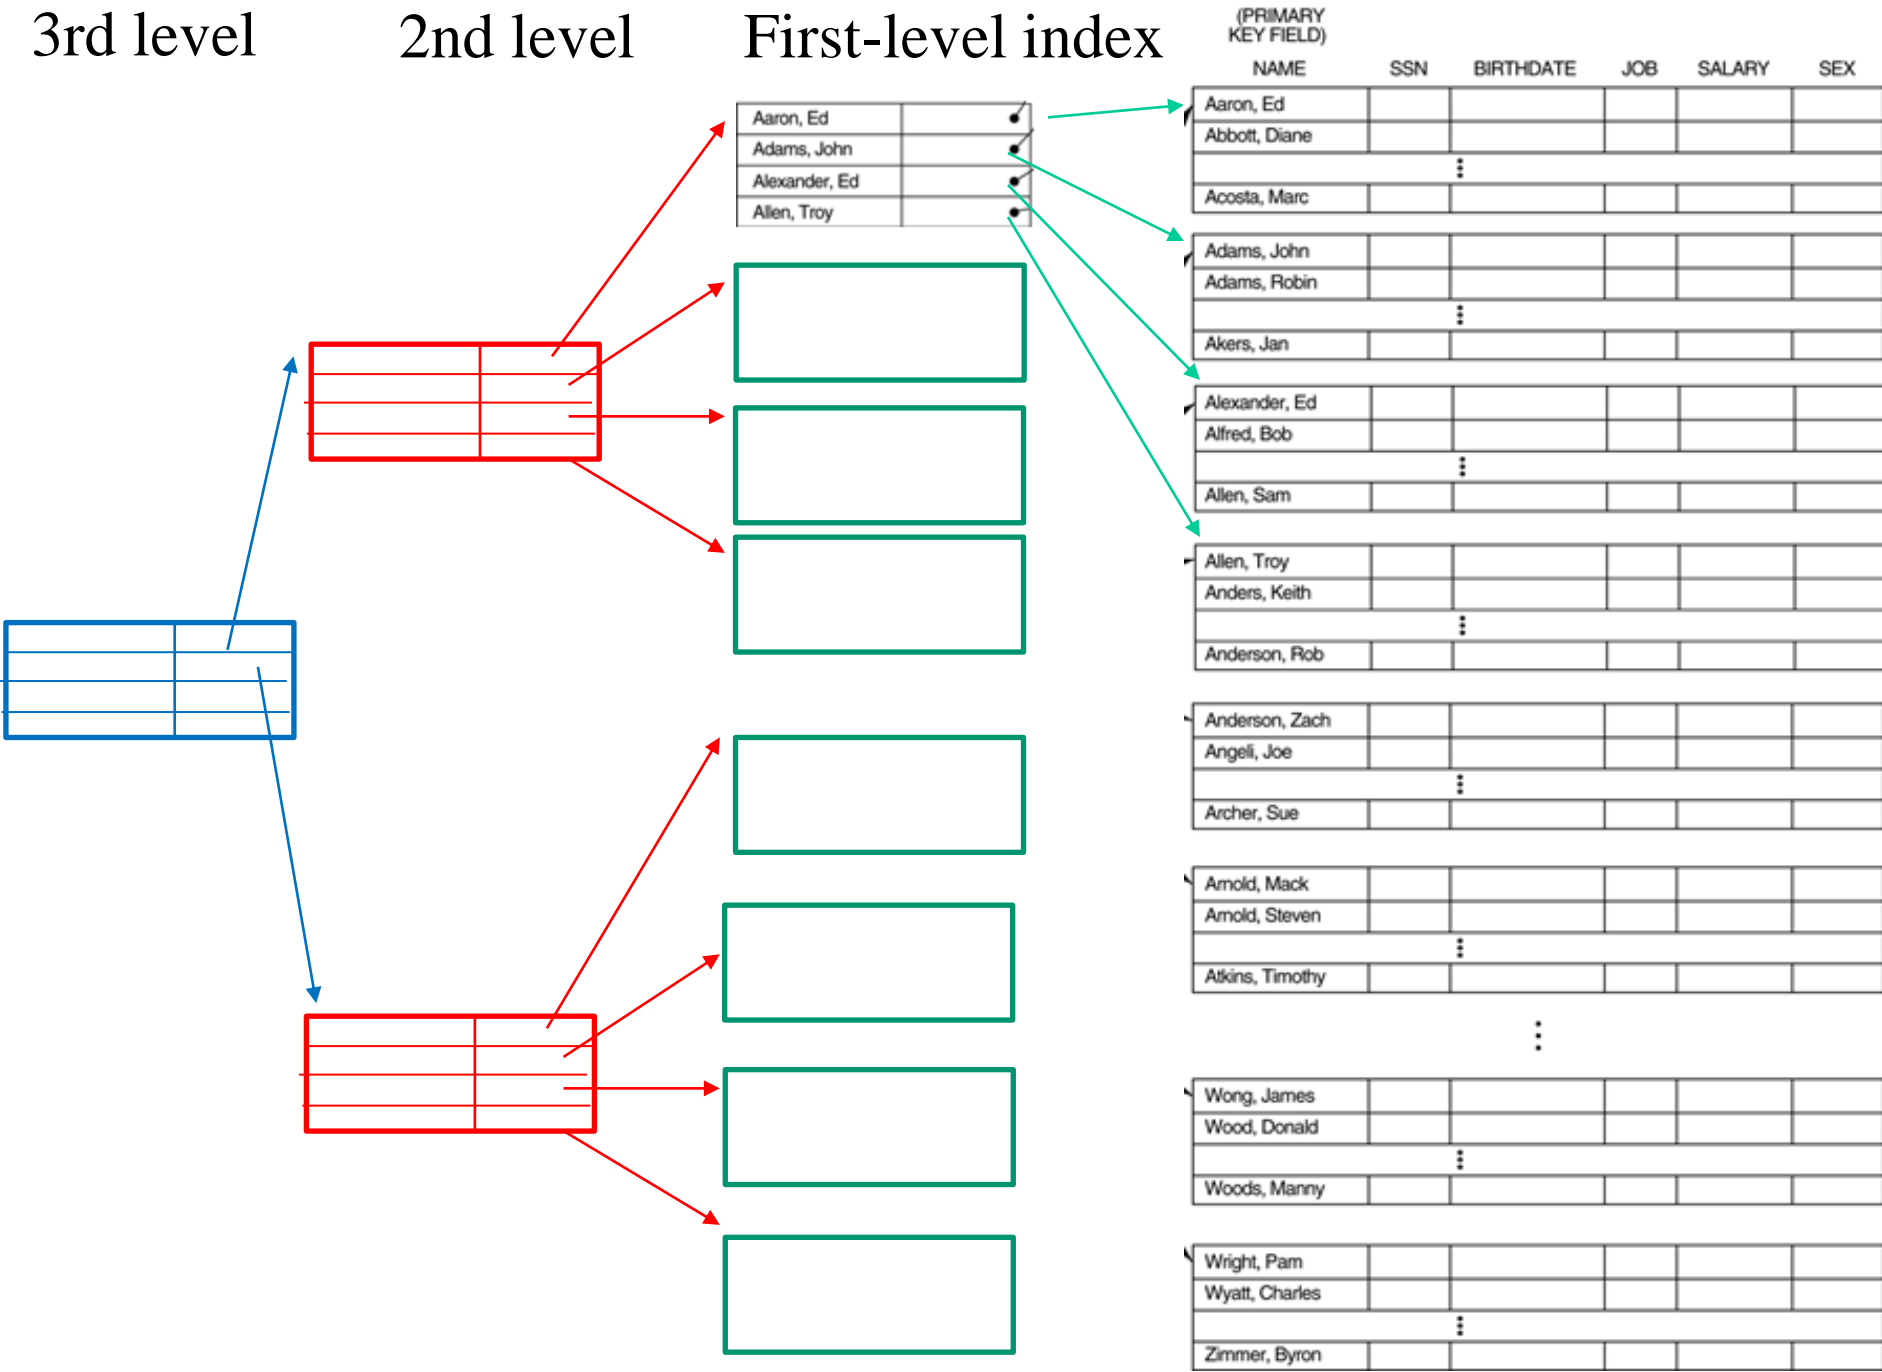 3rd level
2nd level
First-level index
(PRIMARY
KEY FIELD)
NAME SSN BIRTHDATE JOB SALARY SEX
Aaron, Ed
Adams, John
Alexander, Ed
Allen, Troy
Aaron, Ed
Abbott, Diane
Acosta, Marc
Adams, John
Adams, Robin
Akers, Jan
Alexander, Ed
Alfred, Bob
Allen, Sam
Allen, Troy
Anders, Keith
Anderson, Rob
Anderson, Zach
Angeli, Joe
Archer, Sue
Arnold, Mack
Arnold, Steven
Atkins, Timothy
Wong, James
Wood, Donald
Woods, Manny
Wright, Pam
Wyatt, Charles
Zimmer, Byron